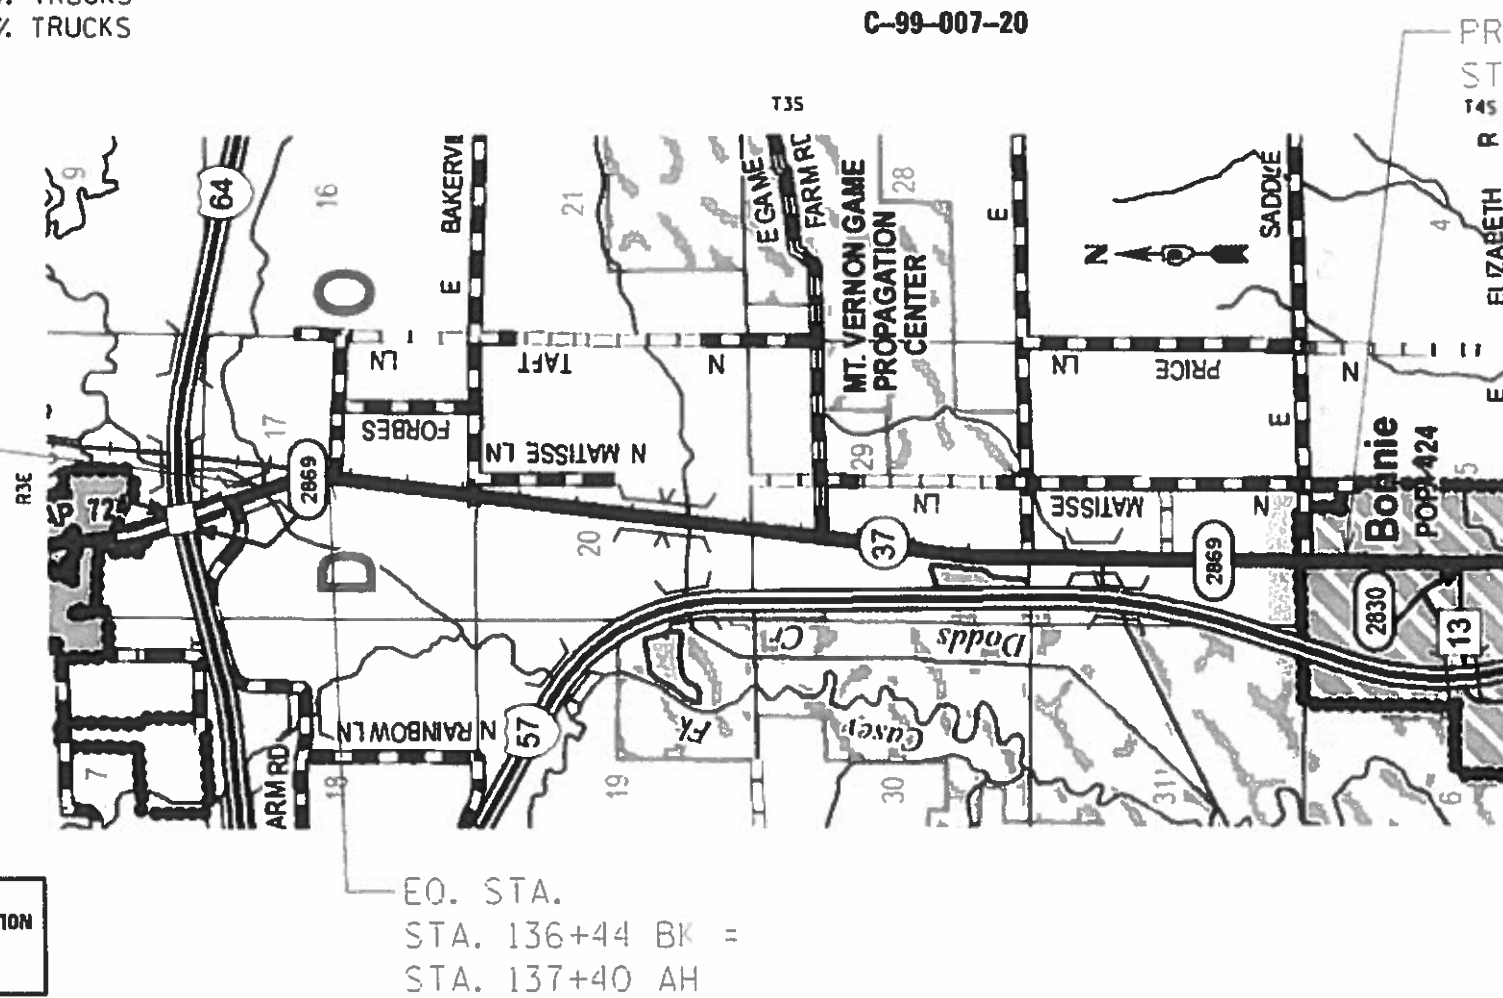 % TRUCKS
C-99-007-20
T3S
T4S
R
9
64
16
BAKERVI
E
21
E GAME
FARM RD
MT. VERNON GAME
PROPAGATION
CENTER
28
E
N
SADDLE
4
ELIZABETH
O
LN
TAFT
N
LN
PRICE
N
E
E
17
FORBES
N MATISSE LN
29
LN
MATISSE
N
Bonnie
POP. 424
5
R3E
72
2869
D
20
37
2869
2830
13
Cr
Dodds
N RAINBOW LN
57
Fk
Casey
7
ARM RD
18
19
30
31
6
EQ. STA.
STA. 136+44 BK =
STA. 137+40 AH